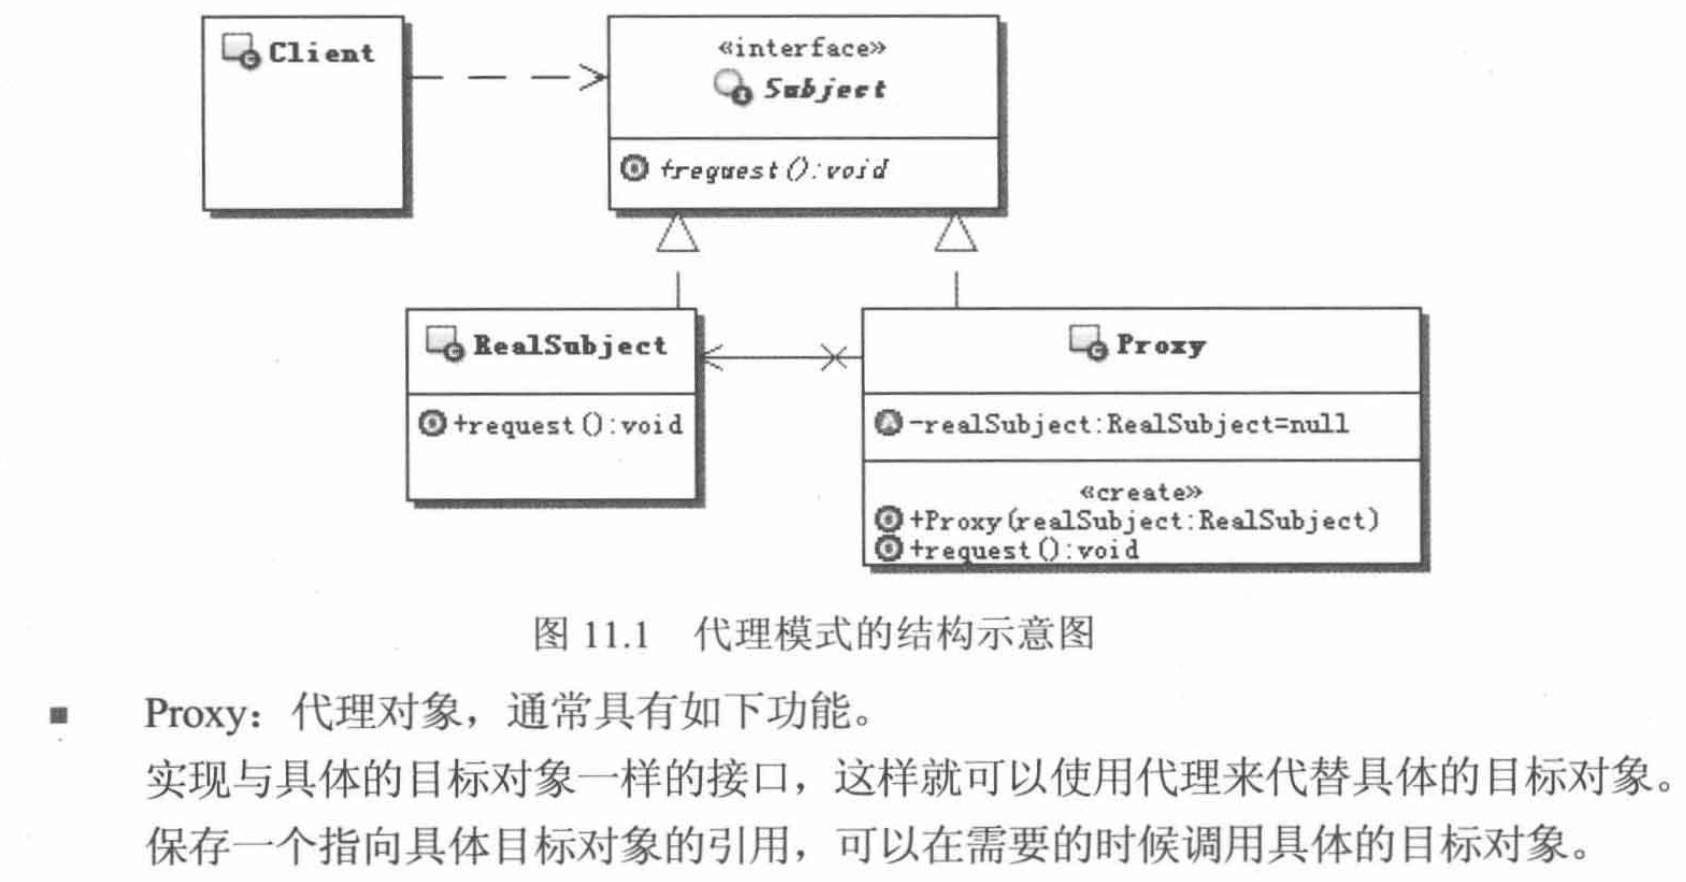 Client
«interface»
Subject
+request():void
RealSubject
+request():void
Proxy
-realSubject:RealSubject=null
«create»
+Proxy(realSubject:RealSubject)
+request():void
图 11.1 代理模式的结构示意图
■ Proxy：代理对象，通常具有如下功能。
实现与具体的目标对象一样的接口，这样就可以使用代理来代替具体的目标对象。
保存一个指向具体目标对象的引用，可以在需要的时候调用具体的目标对象。